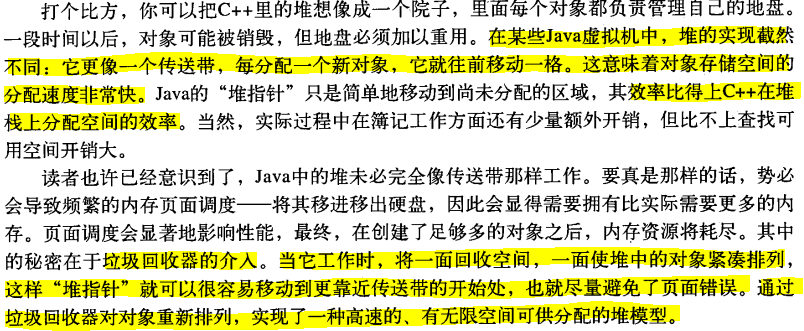 打个比方，你可以把C++里的堆想像成一个院子，里面每个对象都负责管理自己的地盘。
一段时间以后，对象可能被销毁，但地盘必须加以重用。在某些Java虚拟机中，堆的实现截然
不同：它更像一个传送带，每分配一个新对象，它就往前移动一格。这意味着对象存储空间的
分配速度非常快。Java的“堆指针”只是简单地移动到尚未分配的区域，其效率比得上C++在堆
栈上分配空间的效率。当然，实际过程中在簿记工作方面还有少量额外开销，但比不上查找可
用空间开销大。
读者也许已经意识到了，Java中的堆未必完全像传送带那样工作。要真是那样的话，势必
会导致频繁的内存页面调度——将其移进移出硬盘，因此会显得需要拥有比实际需要更多的内
存。页面调度会显著地影响性能，最终，在创建了足够多的对象之后，内存资源将耗尽。其中
的秘密在于垃圾回收器的介入。当它工作时，将一面回收空间，一面使堆中的对象紧凑排列，
这样“堆指针”就可以很容易移动到更靠近传送带的开始处，也就尽量避免了页面错误。通过
垃圾回收器对对象重新排列，实现了一种高速的、有无限空间可供分配的堆模型。